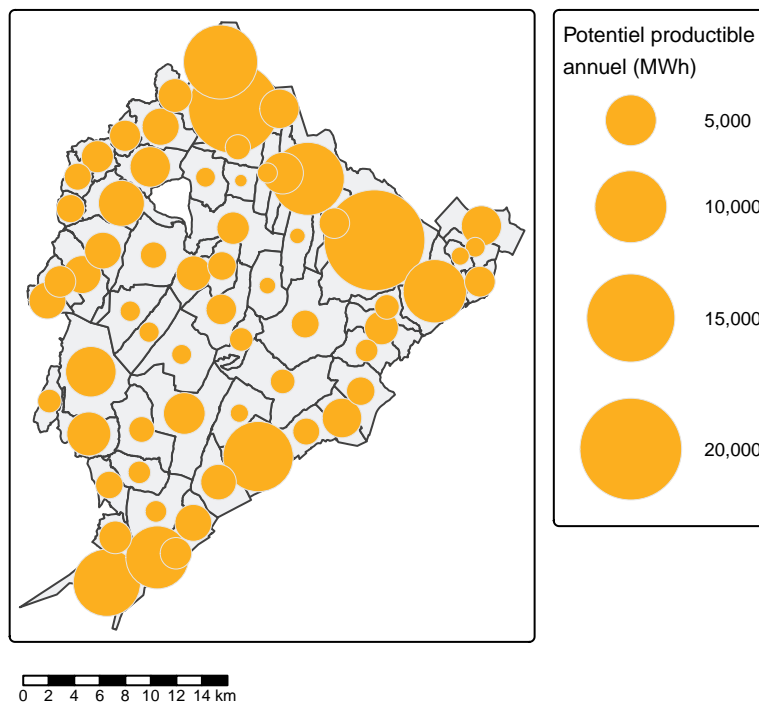 Potentiel productible
annuel (MWh)
5,000
10,000
15,000
20,000
0 2 4 6 8 10 12 14 km